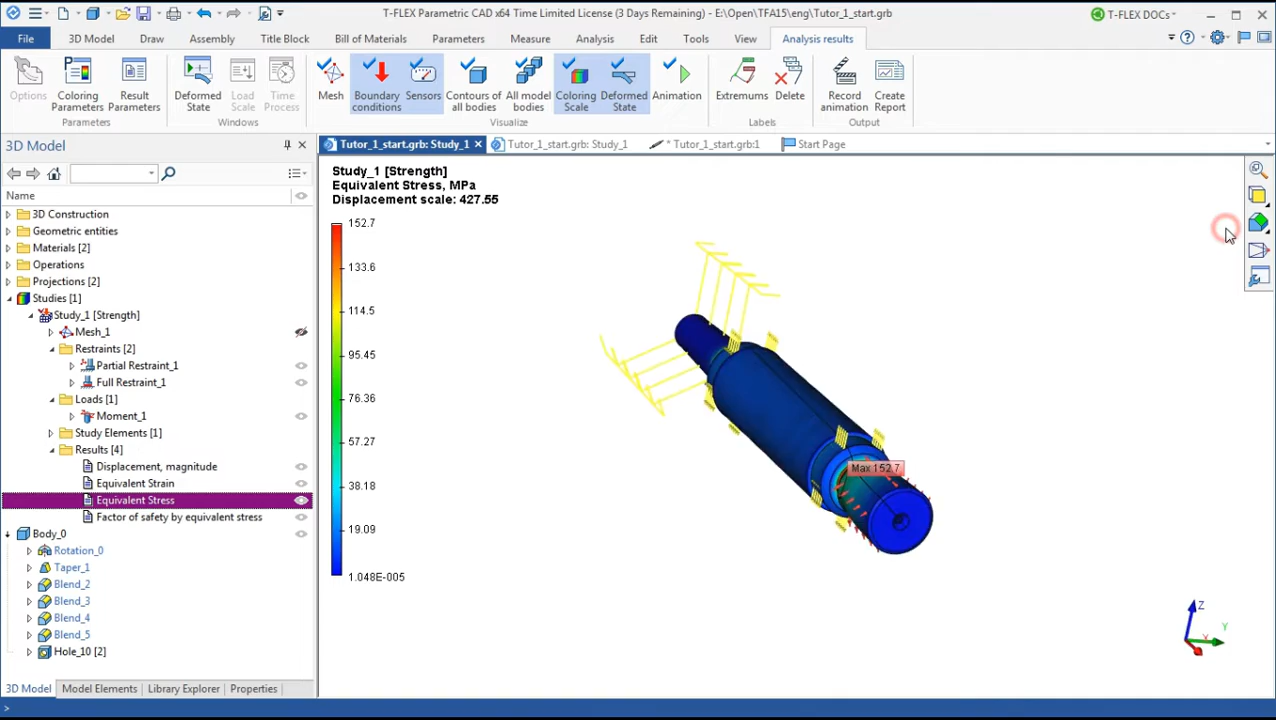 T-FLEX Parametric CAD x64 Time Limited License (3 Days Remaining) - E:\Open\TFA15\eng\Tutor_1_start.grb
T-FLEX DOCs
File 3D Model Draw Assembly Title Block Bill of Materials Parameters Measure Analysis Edit Tools View Analysis results
Options
Coloring Parameters
Result Parameters
Deformed State
Load Scale
Time Process
Mesh
Boundary conditions
Sensors
Contours of all bodies
All model bodies
Coloring Scale
Deformed State
Animation
Extremums
Delete
Record animation
Create Report
Parameters Windows Visualize Labels Output
3D Model
Tutor_1_start.grb: Study_1
Tutor_1_start.grb: Study_1
* Tutor_1_start.grb:1
Start Page
Name
3D Construction
Geometric entities
Materials [2]
Operations
Projections [2]
Studies [1]
Study_1 [Strength]
Mesh_1
Restraints [2]
Partial Restraint_1
Full Restraint_1
Loads [1]
Moment_1
Study Elements [1]
Results [4]
Displacement, magnitude
Equivalent Strain
Equivalent Stress
Factor of safety by equivalent stress
Body_0
Rotation_0
Taper_1
Blend_2
Blend_3
Blend_4
Blend_5
Hole_10 [2]
3D Model Model Elements Library Explorer Properties
>
Study_1 [Strength]
Equivalent Stress, MPa
Displacement scale: 427.55
152.7
133.6
114.5
95.45
76.36
57.27
38.18
19.09
1.048E-005
Max 152.7
Z
Y
X